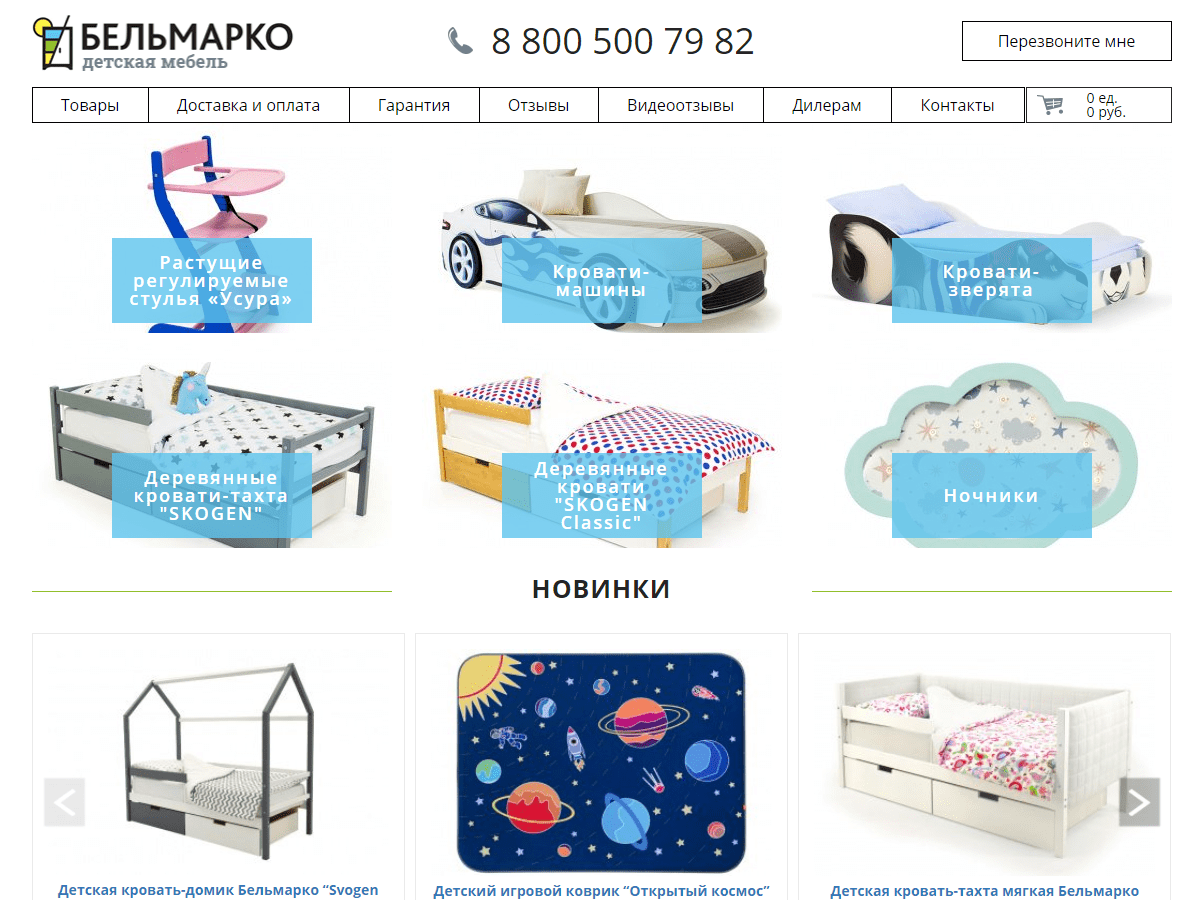 БЕЛЬМАРКО
детская мебель
8 800 500 79 82
Перезвоните мне
Товары
Доставка и оплата
Гарантия
Отзывы
Видеоотзывы
Дилерам
Контакты
0 ед.
0 руб.
Растущие
регулируемые
стулья «Усура»
Кровати-
машины
Кровати-
зверята
Деревянные
кровати-тахта
"SKOGEN"
Деревянные
кровати
"SKOGEN
Classic"
Ночники
НОВИНКИ
Детская кровать-домик Бельмарко “Svogen
Детский игровой коврик “Открытый космос”
Детская кровать-тахта мягкая Бельмарко